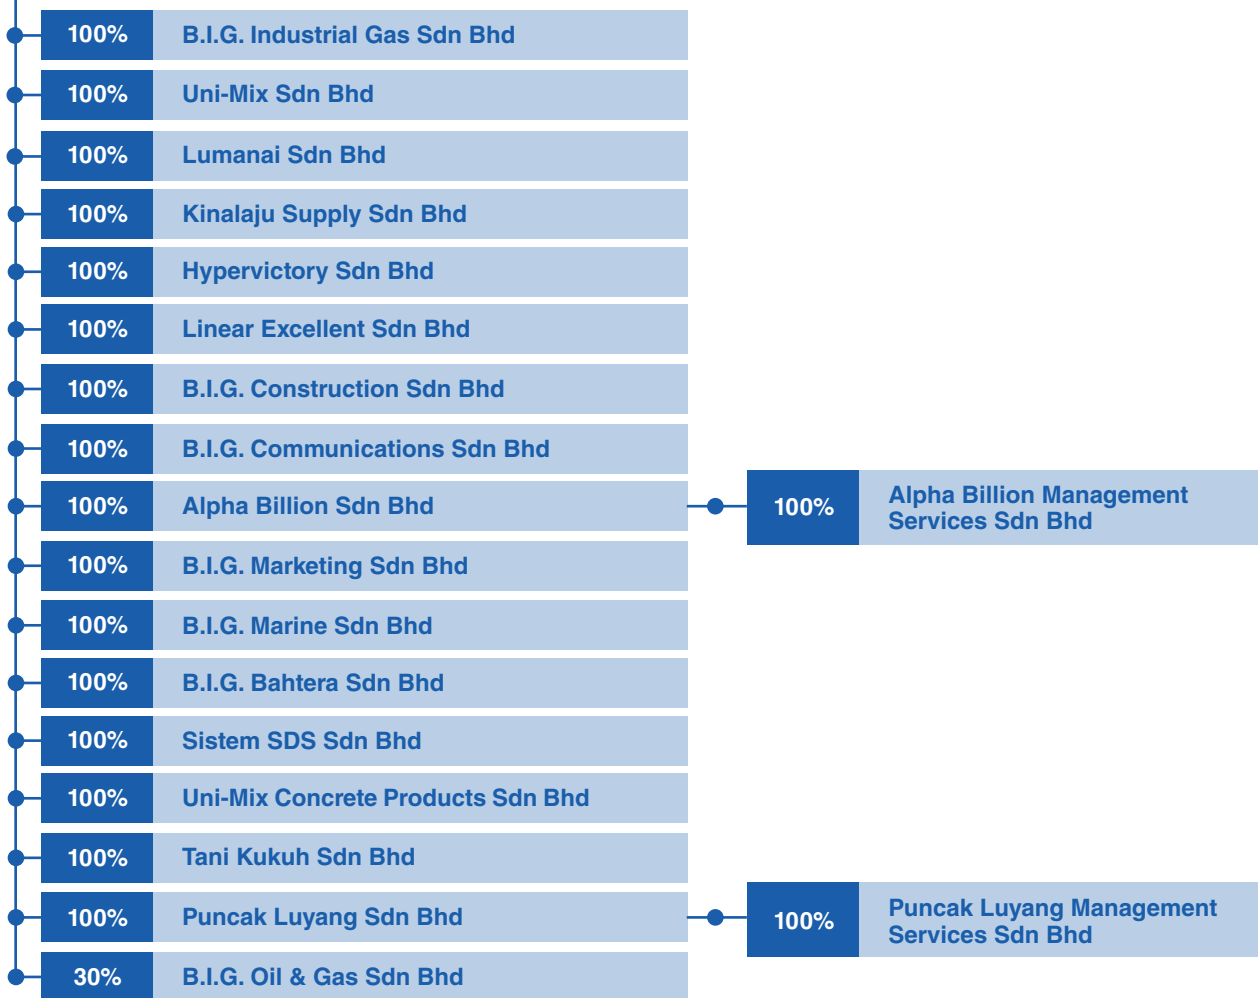 100% B.I.G. Industrial Gas Sdn Bhd
100% Uni-Mix Sdn Bhd
100% Lumanai Sdn Bhd
100% Kinalaju Supply Sdn Bhd
100% Hypervictory Sdn Bhd
100% Linear Excellent Sdn Bhd
100% B.I.G. Construction Sdn Bhd
100% B.I.G. Communications Sdn Bhd
100% Alpha Billion Sdn Bhd
100% Alpha Billion Management
Services Sdn Bhd
100% B.I.G. Marketing Sdn Bhd
100% B.I.G. Marine Sdn Bhd
100% B.I.G. Bahtera Sdn Bhd
100% Sistem SDS Sdn Bhd
100% Uni-Mix Concrete Products Sdn Bhd
100% Tani Kukuh Sdn Bhd
100% Puncak Luyang Sdn Bhd
100% Puncak Luyang Management
Services Sdn Bhd
30% B.I.G. Oil & Gas Sdn Bhd